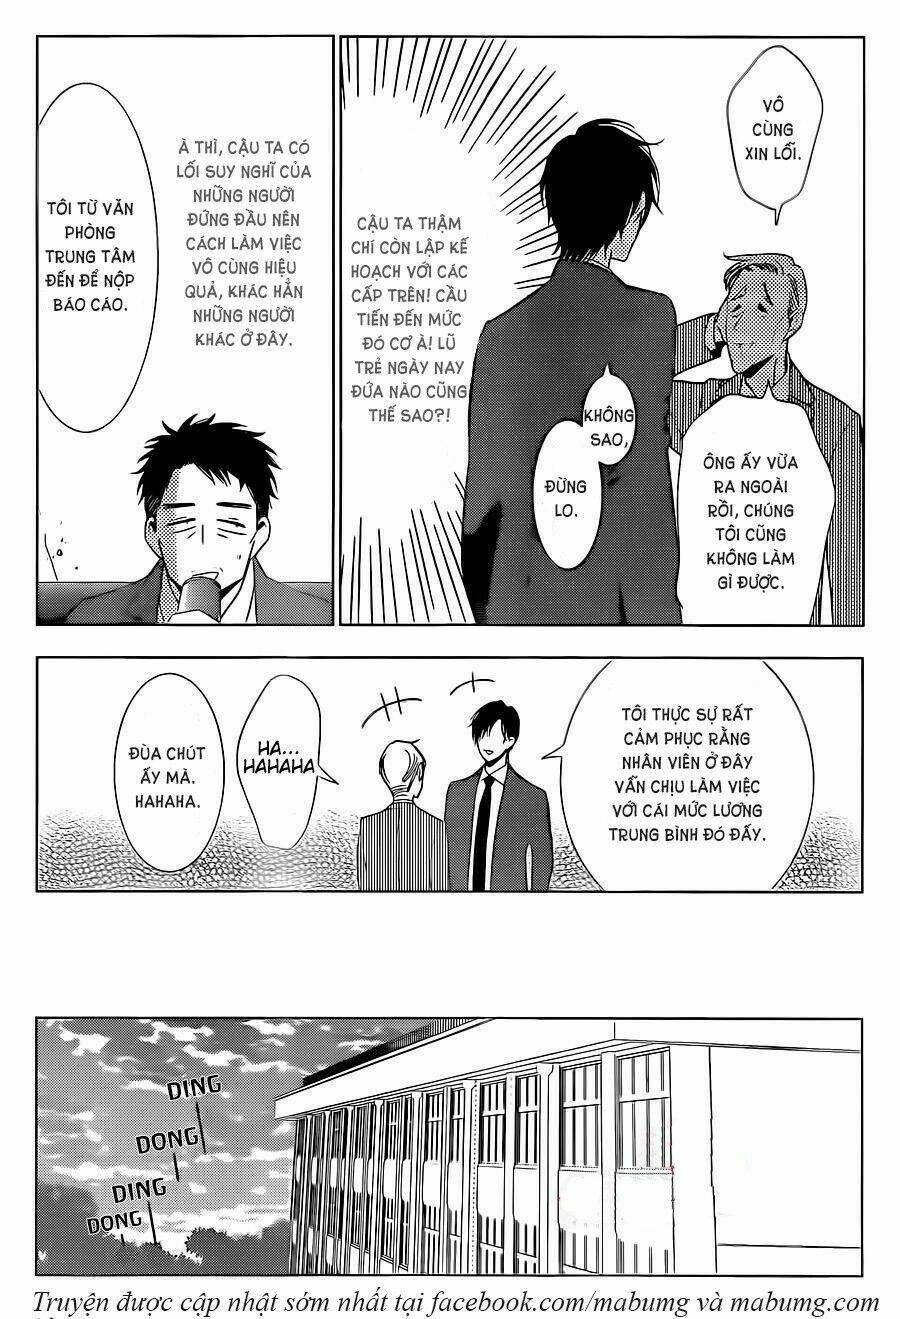 VÔ
CÙNG
XIN LỖI.
ÔNG ẤY VỪA
RA NGOÀI
RỒI, CHÚNG
TÔI CŨNG
KHÔNG LÀM
GÌ ĐƯỢC.
KHÔNG
SAO,
ĐỪNG
LO.
CẬU TA THẬM
CHÍ CÒN LẬP KẾ
HOẠCH VỚI CÁC
CẤP TRÊN! CẦU
TIẾN ĐẾN MỨC
ĐÓ CƠ À! LŨ
TRẺ NGÀY NAY
ĐỨA NÀO CŨNG
THẾ SAO?!
À THÌ, CẬU TA CÓ
LỐI SUY NGHĨ CỦA
NHỮNG NGƯỜI
ĐỨNG ĐẦU NÊN
CÁCH LÀM VIỆC
VÔ CÙNG HIỆU
QUẢ, KHÁC HẲN
NHỮNG NGƯỜI
KHÁC Ở ĐÂY.
TÔI TỪ VĂN
PHÒNG
TRUNG TÂM
ĐẾN ĐỂ NỘP
BÁO CÁO.
TÔI THỰC SỰ RẤT
CẢM PHỤC RẰNG
NHÂN VIÊN Ở ĐÂY
VẪN CHỊU LÀM VIỆC
VỚI CÁI MỨC LƯƠNG
TRUNG BÌNH ĐÓ ĐẤY.
HA...
HAHAHA
ĐÙA CHÚT
ẤY MÀ.
HAHAHA.
DING
DONG
DING
DONG
Truyện được cập nhật sớm nhất tại facebook.com/mabumg và mabumg.com